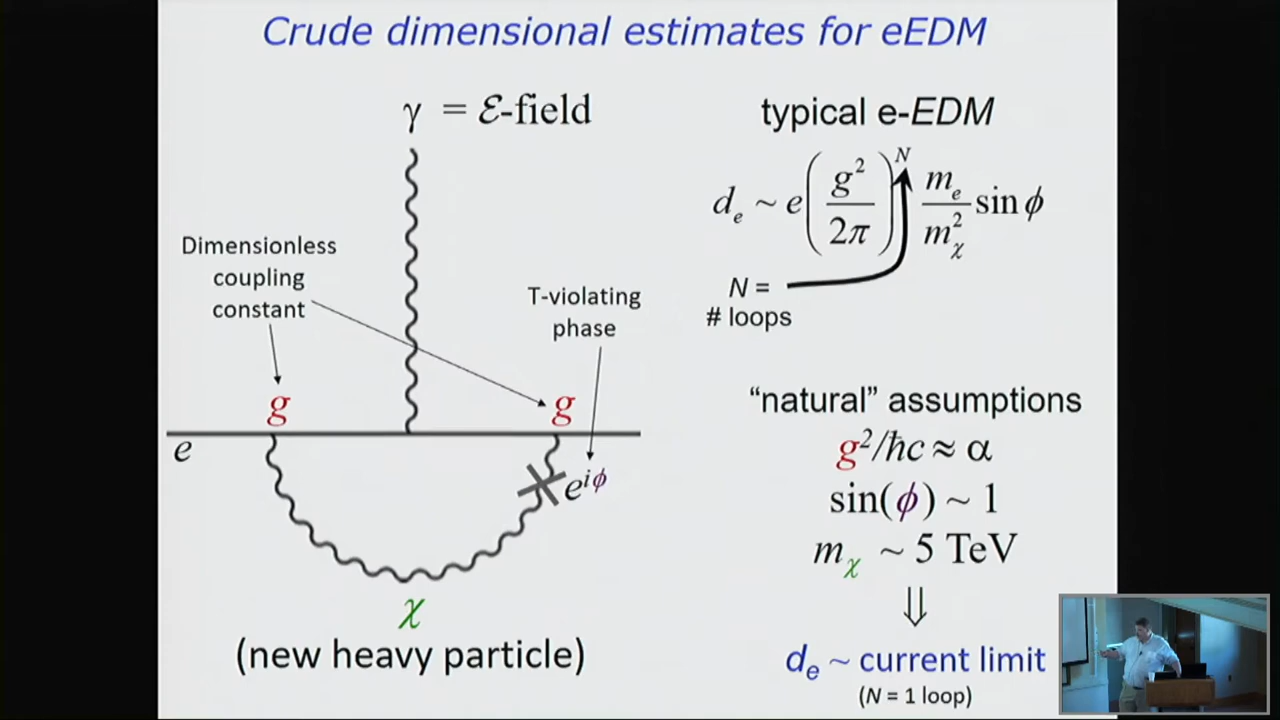 Crude dimensional estimates for eEDM
γ = ℰ-field
typical e-EDM
d_e ~ e(g²/2π)^N m_e/m_χ² sin ϕ
N =
# loops
Dimensionless
coupling
constant
T-violating
phase
g
g
e
e^{iϕ}
χ
(new heavy particle)
“natural” assumptions
g²/ħc ≈ α
sin(ϕ) ~ 1
m_χ ~ 5 TeV
⇓
d_e ~ current limit
(N = 1 loop)